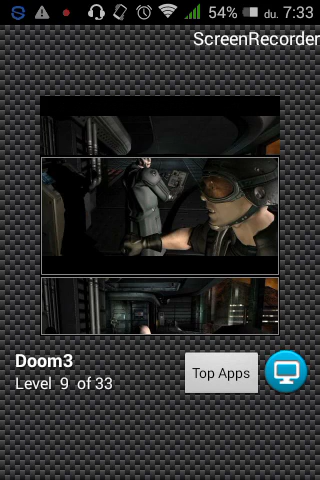 54% du. 7:33
ScreenRecorder
Doom3
Level 9 of 33
Top Apps